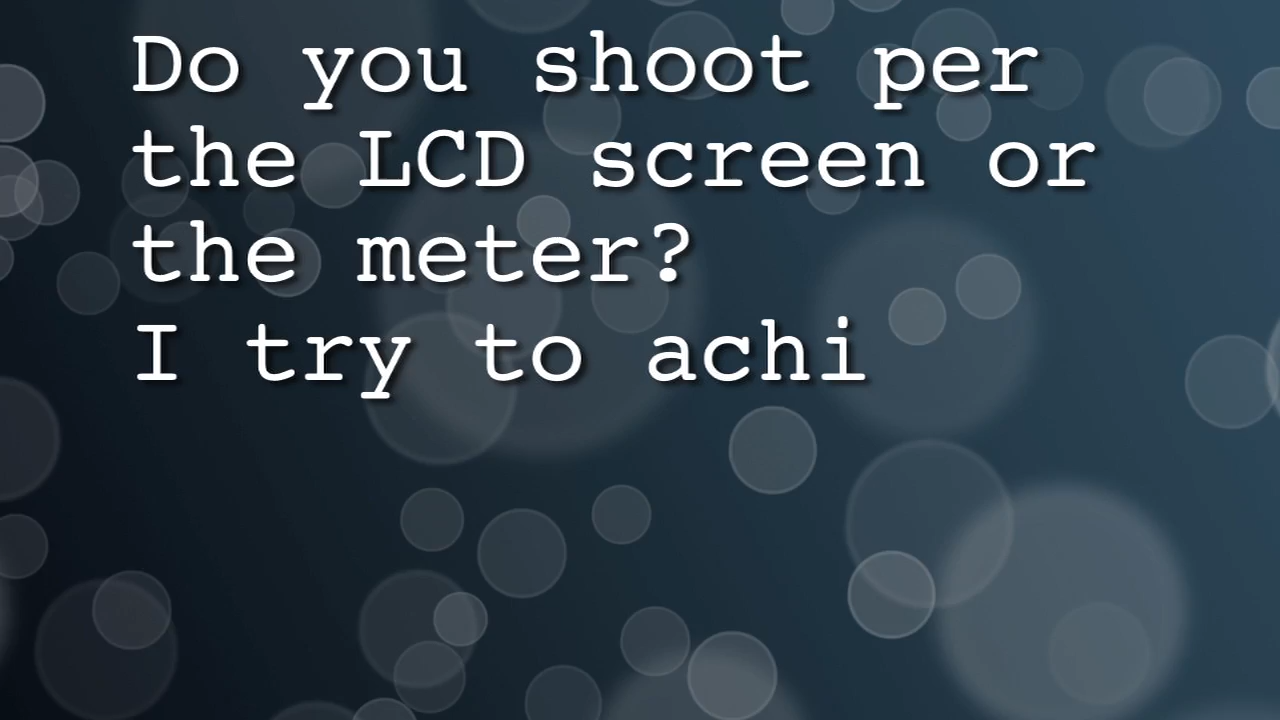 Do you shoot per
the LCD screen or
the meter?
I try to achi